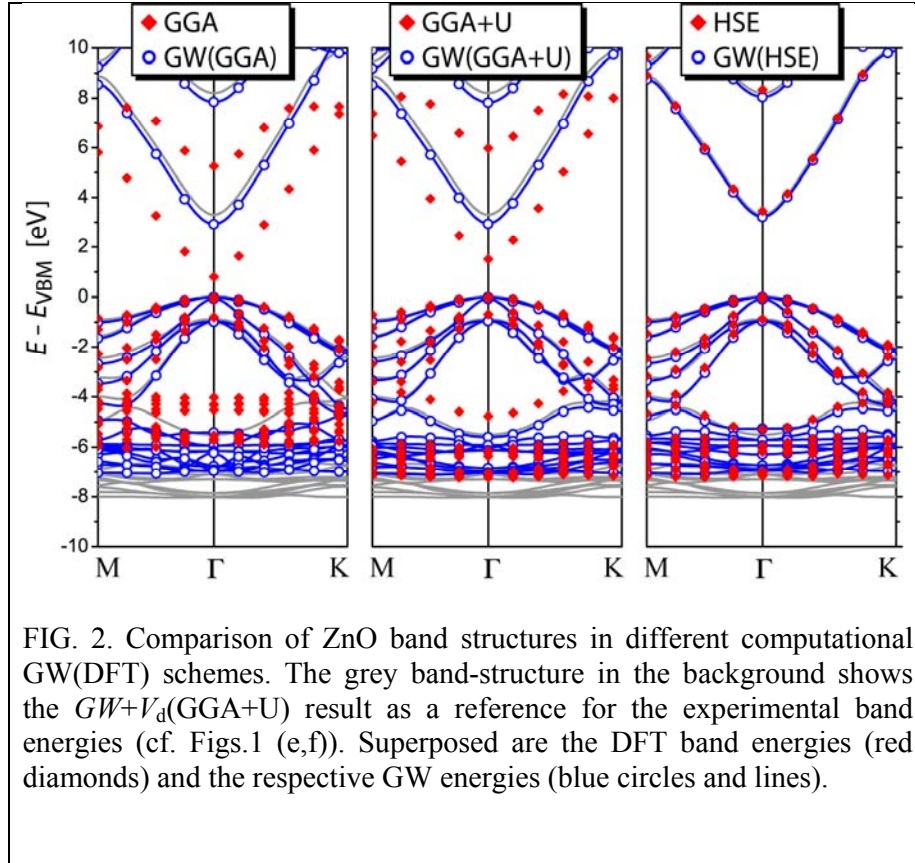 GGA
GW(GGA)
GGA+U
GW(GGA+U)
HSE
GW(HSE)
E − E_VBM [eV]
10
8
6
4
2
0
-2
-4
-6
-8
-10
M Γ K
M Γ K
M Γ K
FIG. 2. Comparison of ZnO band structures in different computational
GW(DFT) schemes. The grey band-structure in the background shows
the GW+Vd(GGA+U) result as a reference for the experimental band
energies (cf. Figs.1 (e,f)). Superposed are the DFT band energies (red
diamonds) and the respective GW energies (blue circles and lines).